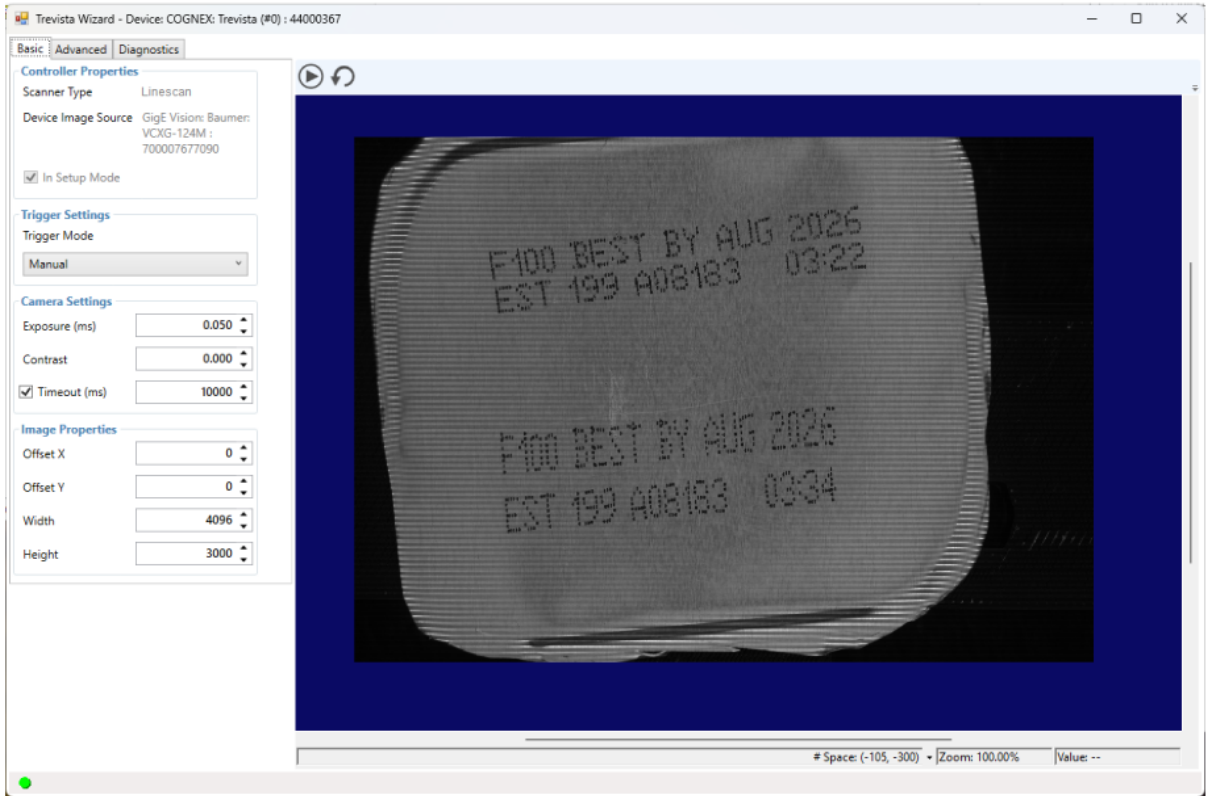 Trevista Wizard - Device: COGNEX: Trevista (#0) : 44000367
Basic Advanced Diagnostics
Controller Properties
Scanner Type Linescan
Device Image Source GigE Vision: Baumer:
VCXG-124M :
700007677090
In Setup Mode
Trigger Settings
Trigger Mode
Manual
Camera Settings
Exposure (ms) 0.050
Contrast 0.000
Timeout (ms) 10000
Image Properties
Offset X 0
Offset Y 0
Width 4096
Height 3000
F100 BEST BY AUG 2026
EST 199 A08183 03:22
F100 BEST BY AUG 2026
EST 199 A08183 03:34
# Space: (-105, -300) Zoom: 100.00% Value: --